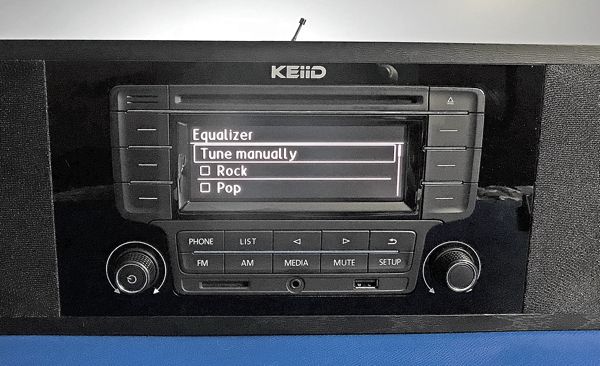 KEiiD
Equalizer
Tune manually
Rock
Pop
PHONE LIST
FM AM MEDIA MUTE SETUP